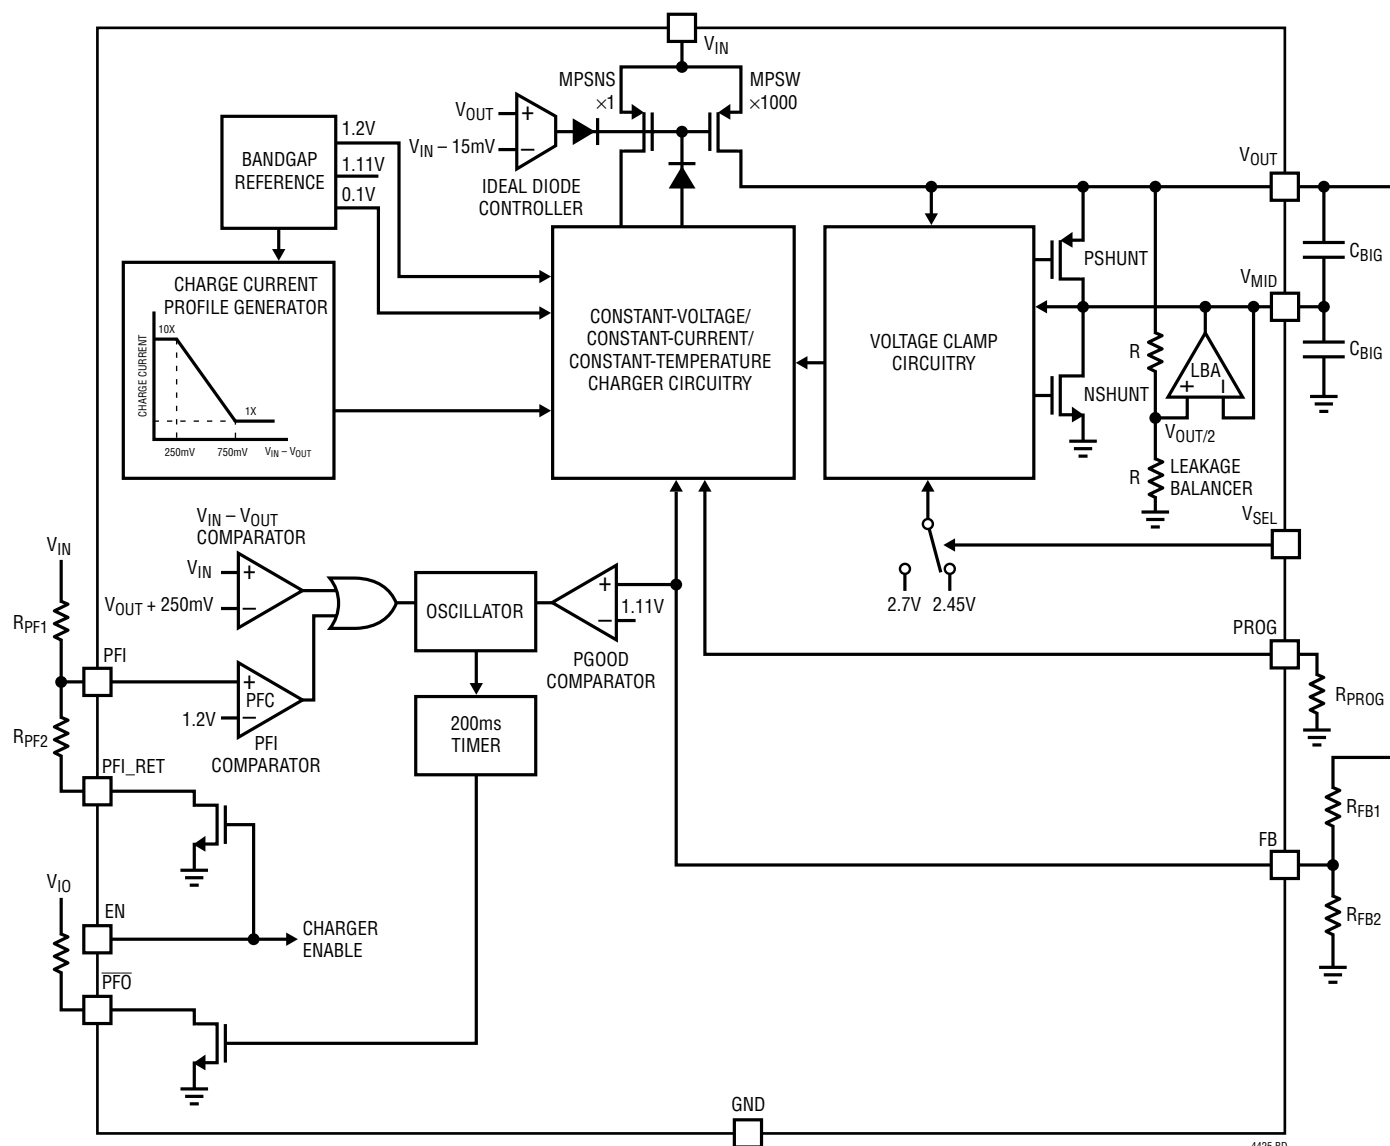 VIN
MPSNS
×1
MPSW
×1000
VOUT
VIN – 15mV
+
–
IDEAL DIODE
CONTROLLER
BANDGAP
REFERENCE
1.2V
1.11V
0.1V
CHARGE CURRENT
PROFILE GENERATOR
CHARGE CURRENT
10X
1X
250mV
750mV
VIN – VOUT
CONSTANT-VOLTAGE/
CONSTANT-CURRENT/
CONSTANT-TEMPERATURE
CHARGER CIRCUITRY
VOLTAGE CLAMP
CIRCUITRY
PSHUNT
NSHUNT
VOUT
CBIG
VMID
CBIG
R
LBA
+
–
VOUT/2
R
LEAKAGE
BALANCER
VSEL
2.7V
2.45V
VIN – VOUT
COMPARATOR
VIN
+
VOUT + 250mV
–
OSCILLATOR
+
1.11V
–
PGOOD
COMPARATOR
VIN
RPF1
PFI
RPF2
+
PFC
1.2V
–
PFI
COMPARATOR
200ms
TIMER
PFI_RET
PROG
RPROG
RFB1
FB
RFB2
VIO
EN
CHARGER
ENABLE
PFO
GND
4425 BD